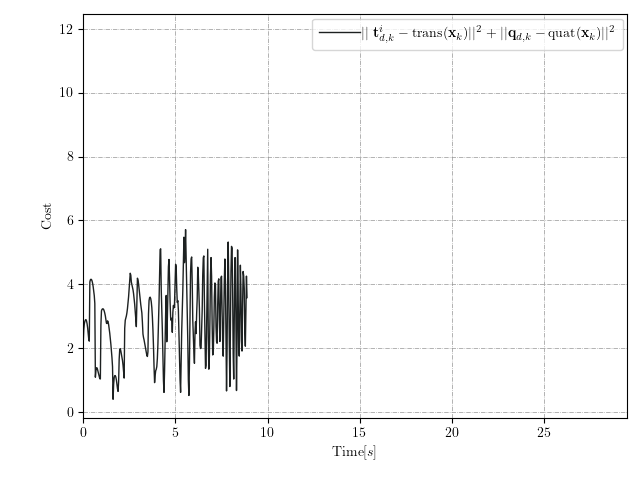 || t^i_{d,k} − trans(x_k)||² + ||q_{d,k} − quat(x_k)||²
12
10
8
6
4
2
0
Cost
0 5 10 15 20 25
Time[s]